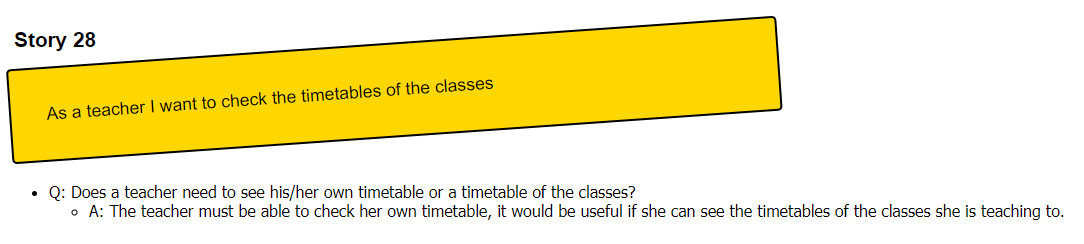 Story 28
As a teacher I want to check the timetables of the classes
Q: Does a teacher need to see his/her own timetable or a timetable of the classes?
A: The teacher must be able to check her own timetable, it would be useful if she can see the timetables of the classes she is teaching to.